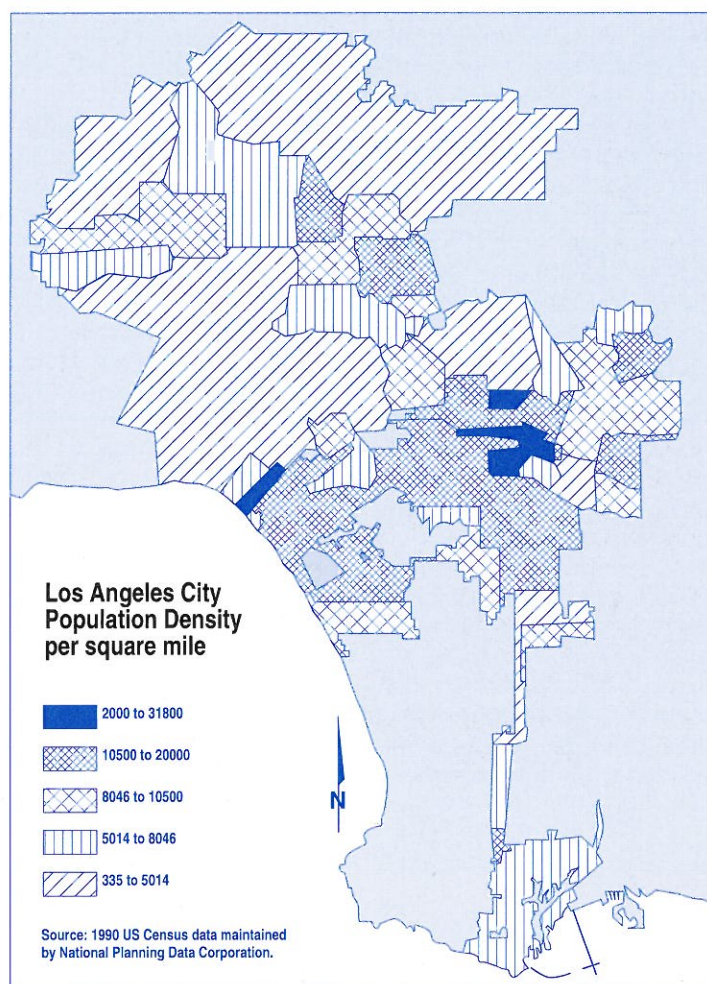 Los Angeles City
Population Density
per square mile
2000 to 31800
10500 to 20000
8046 to 10500
5014 to 8046
335 to 5014
N
Source: 1990 US Census data maintained
by National Planning Data Corporation.